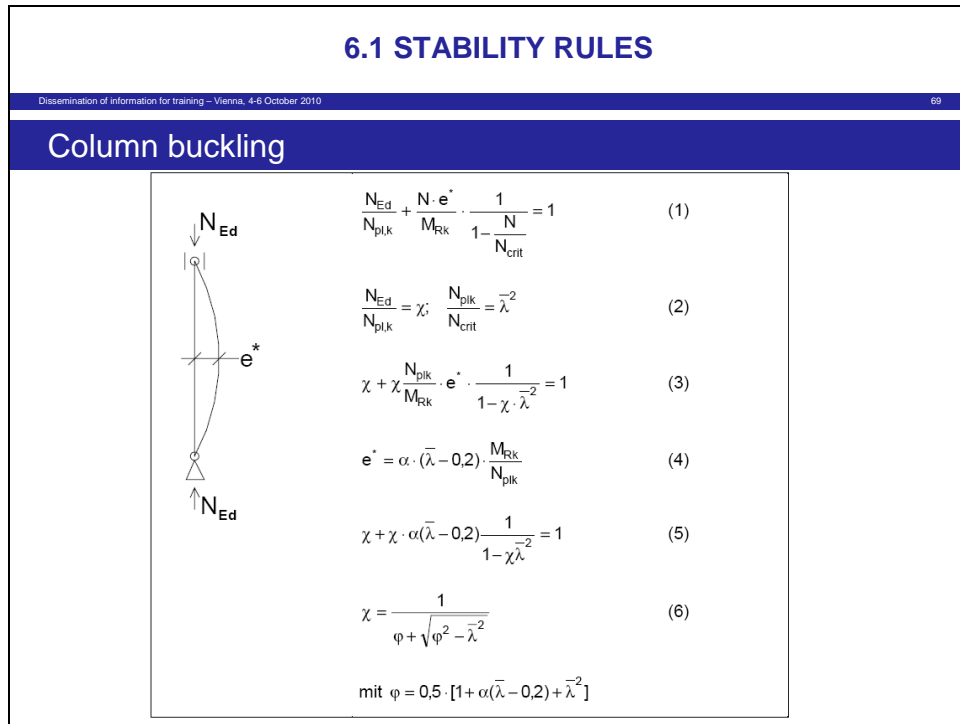 6.1 STABILITY RULES
Dissemination of information for training – Vienna, 4-6 October 2010 69
Column buckling
N_Ed
e*
N_Ed
N_Ed/N_pl,k + N·e*/M_Rk · 1/(1 − N/N_crit) = 1 (1)
N_Ed/N_pl,k = χ; N_plk/N_crit = λ̄² (2)
χ + χ N_plk/M_Rk · e* · 1/(1 − χ · λ̄²) = 1 (3)
e* = α · (λ̄ − 0,2) · M_Rk/N_plk (4)
χ + χ · α(λ̄ − 0,2) 1/(1 − χλ̄²) = 1 (5)
χ = 1/(φ + √(φ² − λ̄²)) (6)
mit φ = 0,5 · [1 + α(λ̄ − 0,2) + λ̄²]